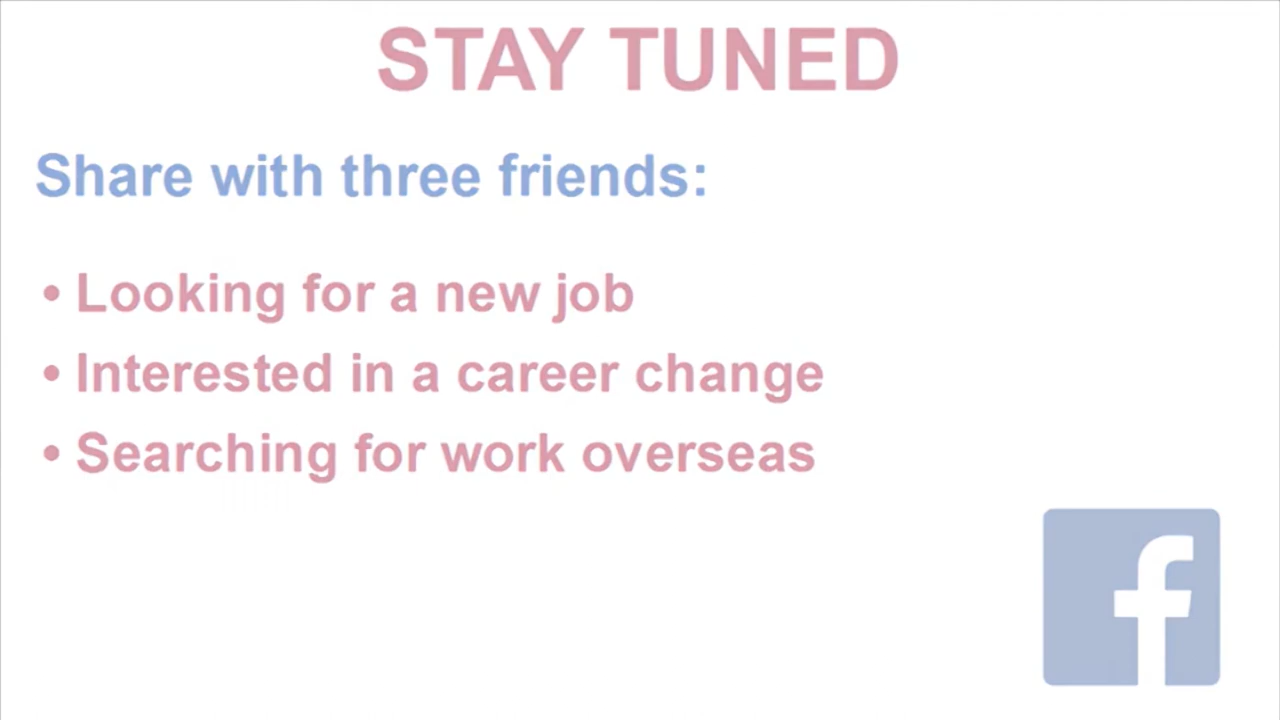 STAY TUNED
Share with three friends:
• Looking for a new job
• Interested in a career change
• Searching for work overseas
f